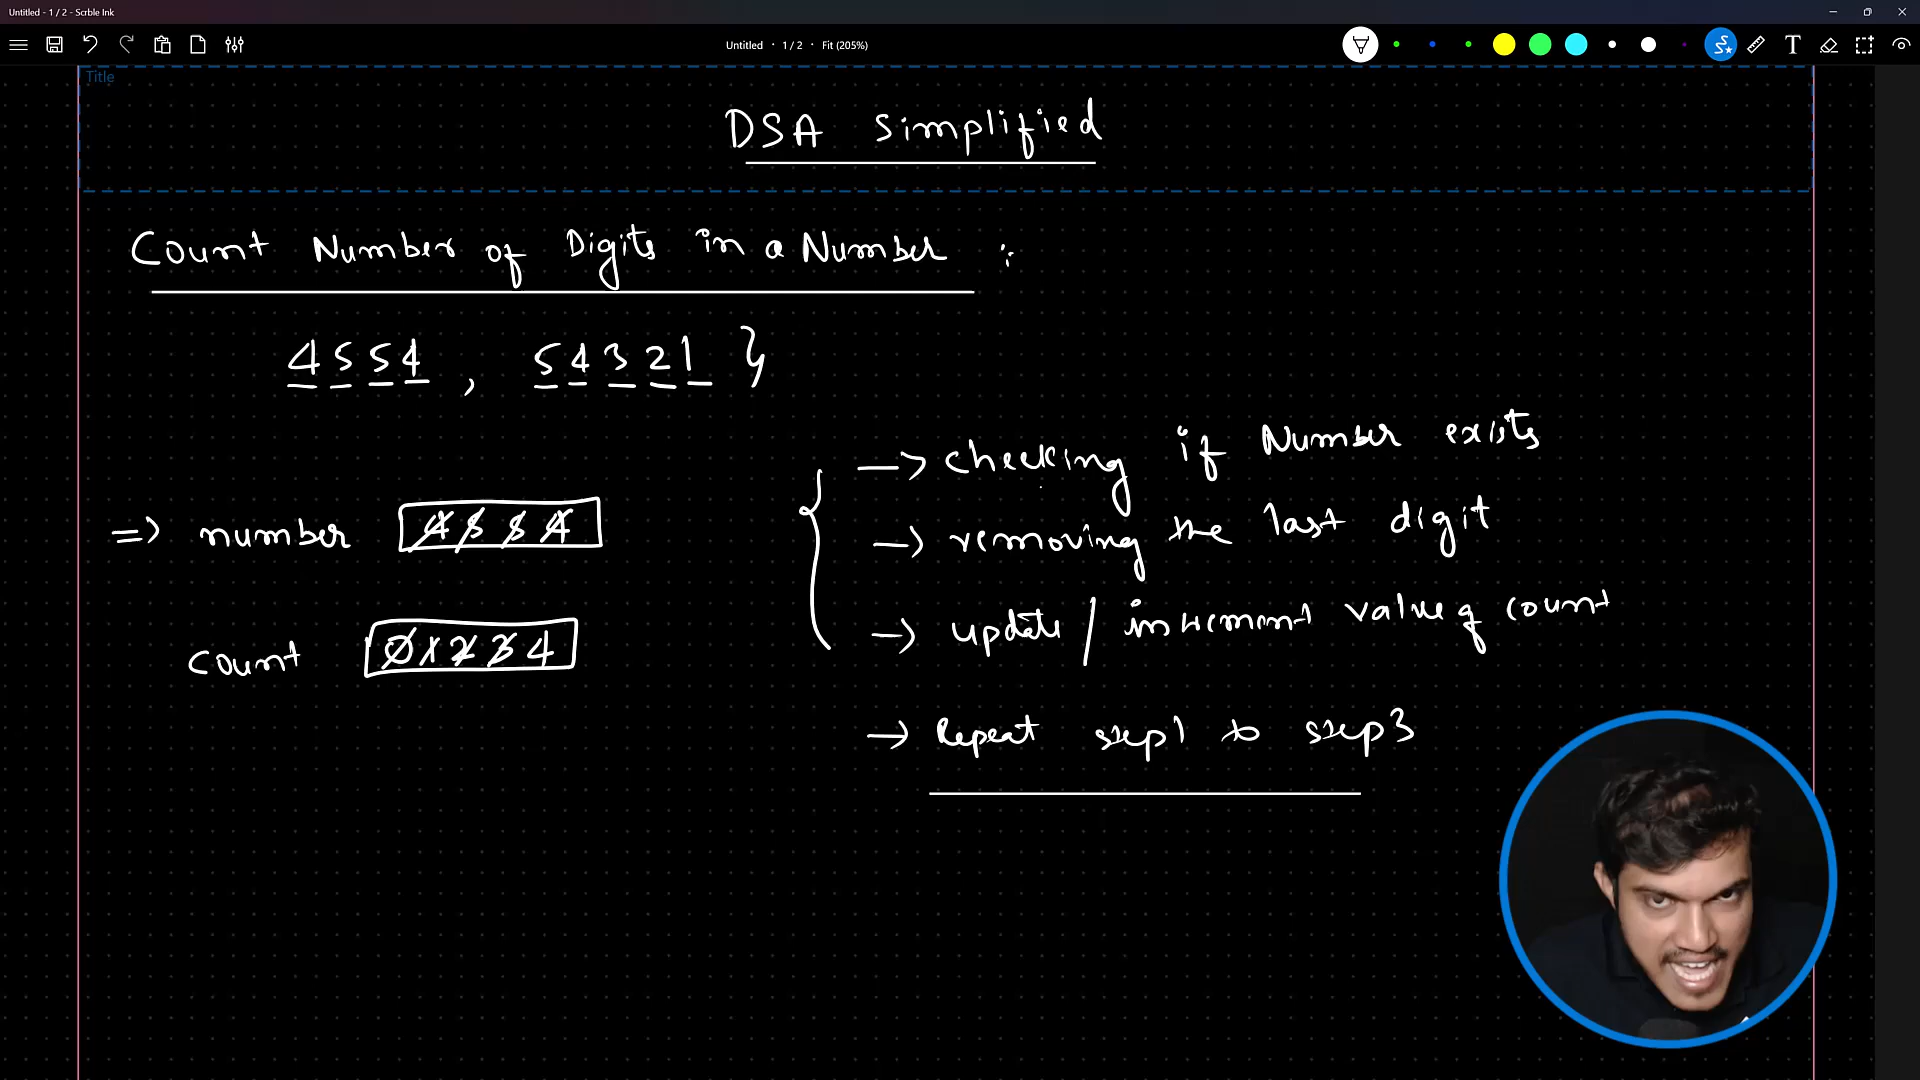 Untitled - 1 / 2 - Scrble Ink
Untitled • 1 / 2 • Fit (205%)
T
Title
DSA Simplified
Count Number of Digits in a Number :
4554 , 54321 }
→ checking if Number exists
=> number 4554
→ removing the last digit
→ update / increment value of count
count 01234
→ Repeat step1 to step3